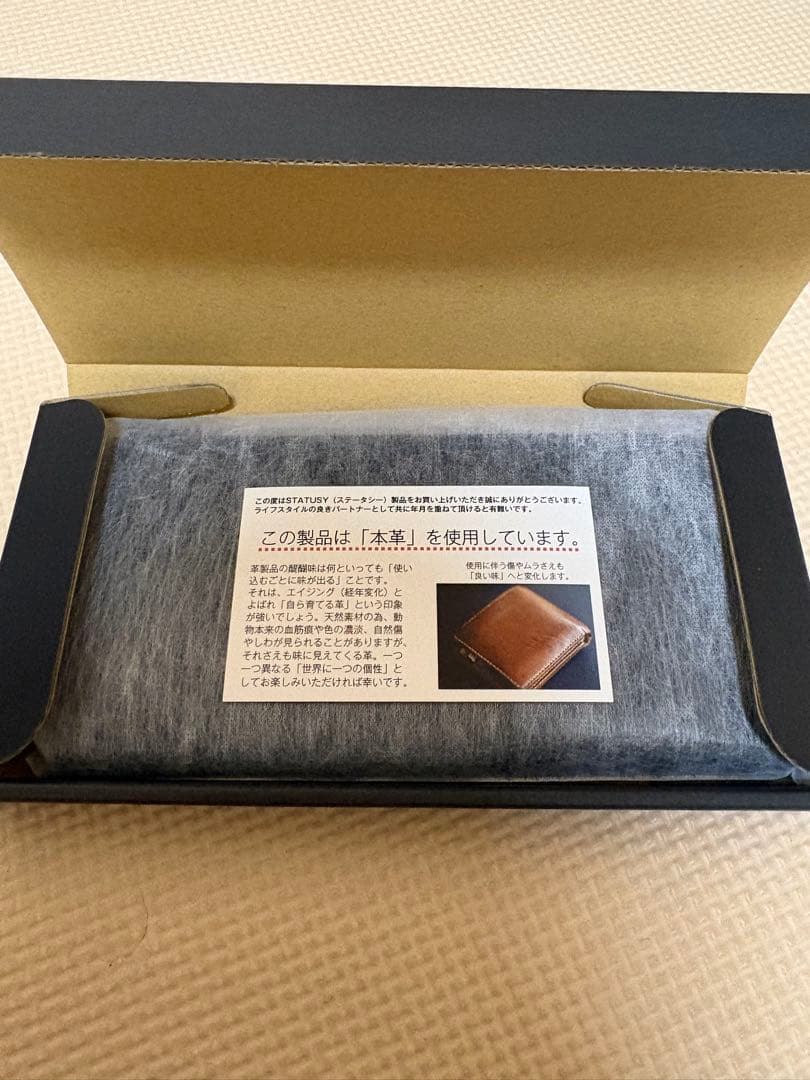 この度はSTATUSY（ステータシー）製品をお買い上げいただき誠にありがとうございます。
ライフスタイルの良きパートナーとして共に年月を重ねて頂けると有難いです。
この製品は「本革」を使用しています。
革製品の醍醐味は何といっても「使い
込むごとに味が出る」ことです。
それは、エイジング（経年変化）と
よばれ「自ら育てる革」という印象
が強いでしょう。天然素材の為、動
物本来の血筋痕や色の濃淡、自然傷
やしわが見られることがありますが、
それさえも味に見えてくる革。一つ
一つ異なる「世界に一つの個性」と
してお楽しみいただければ幸いです。
使用に伴う傷やムラさえも
「良い味」へと変化します。